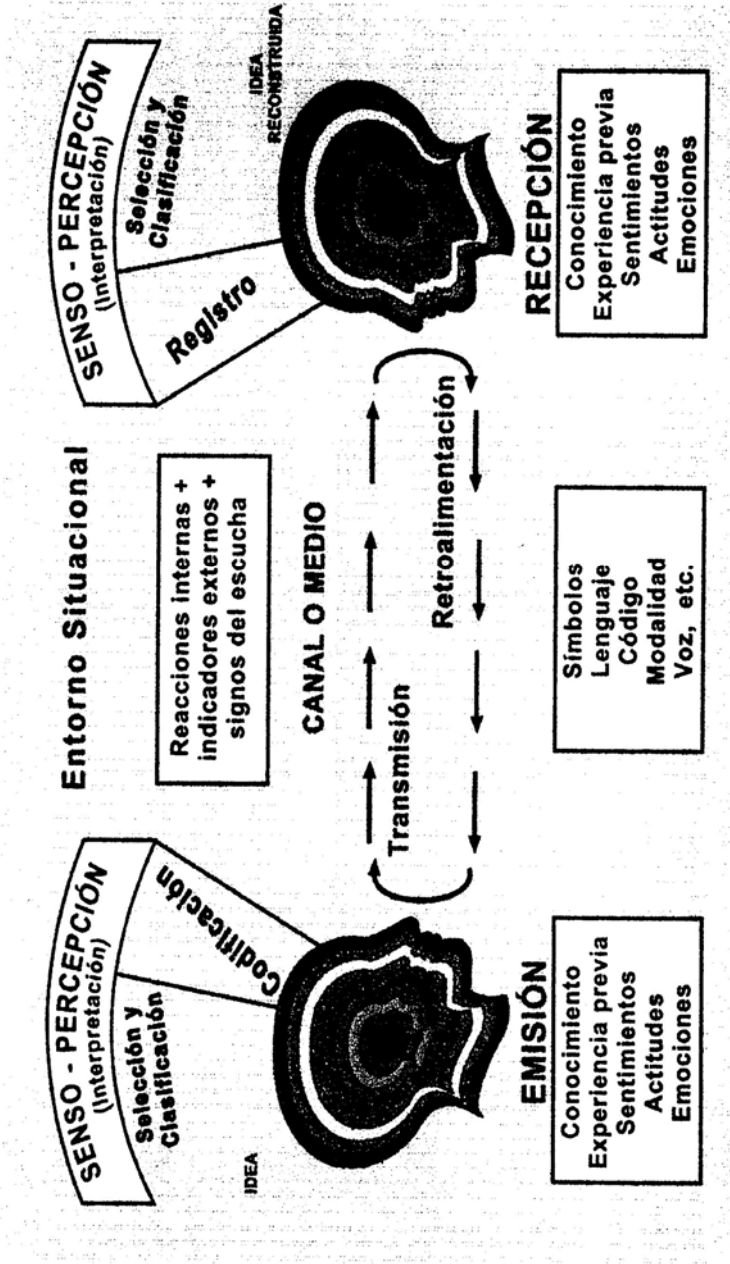 Entorno Situacional
SENSO - PERCEPCIÓN
(Interpretación)
Selección y
Clasificación
Codificación
IDEA
EMISIÓN
Conocimiento
Experiencia previa
Sentimientos
Actitudes
Emociones
Reacciones internas +
indicadores externos +
signos del escucha
CANAL O MEDIO
Transmisión
Retroalimentación
Símbolos
Lenguaje
Código
Modalidad
Voz, etc.
SENSO - PERCEPCIÓN
(Interpretación)
Registro
Selección y
Clasificación
IDEA
RECONSTRUIDA
RECEPCIÓN
Conocimiento
Experiencia previa
Sentimientos
Actitudes
Emociones